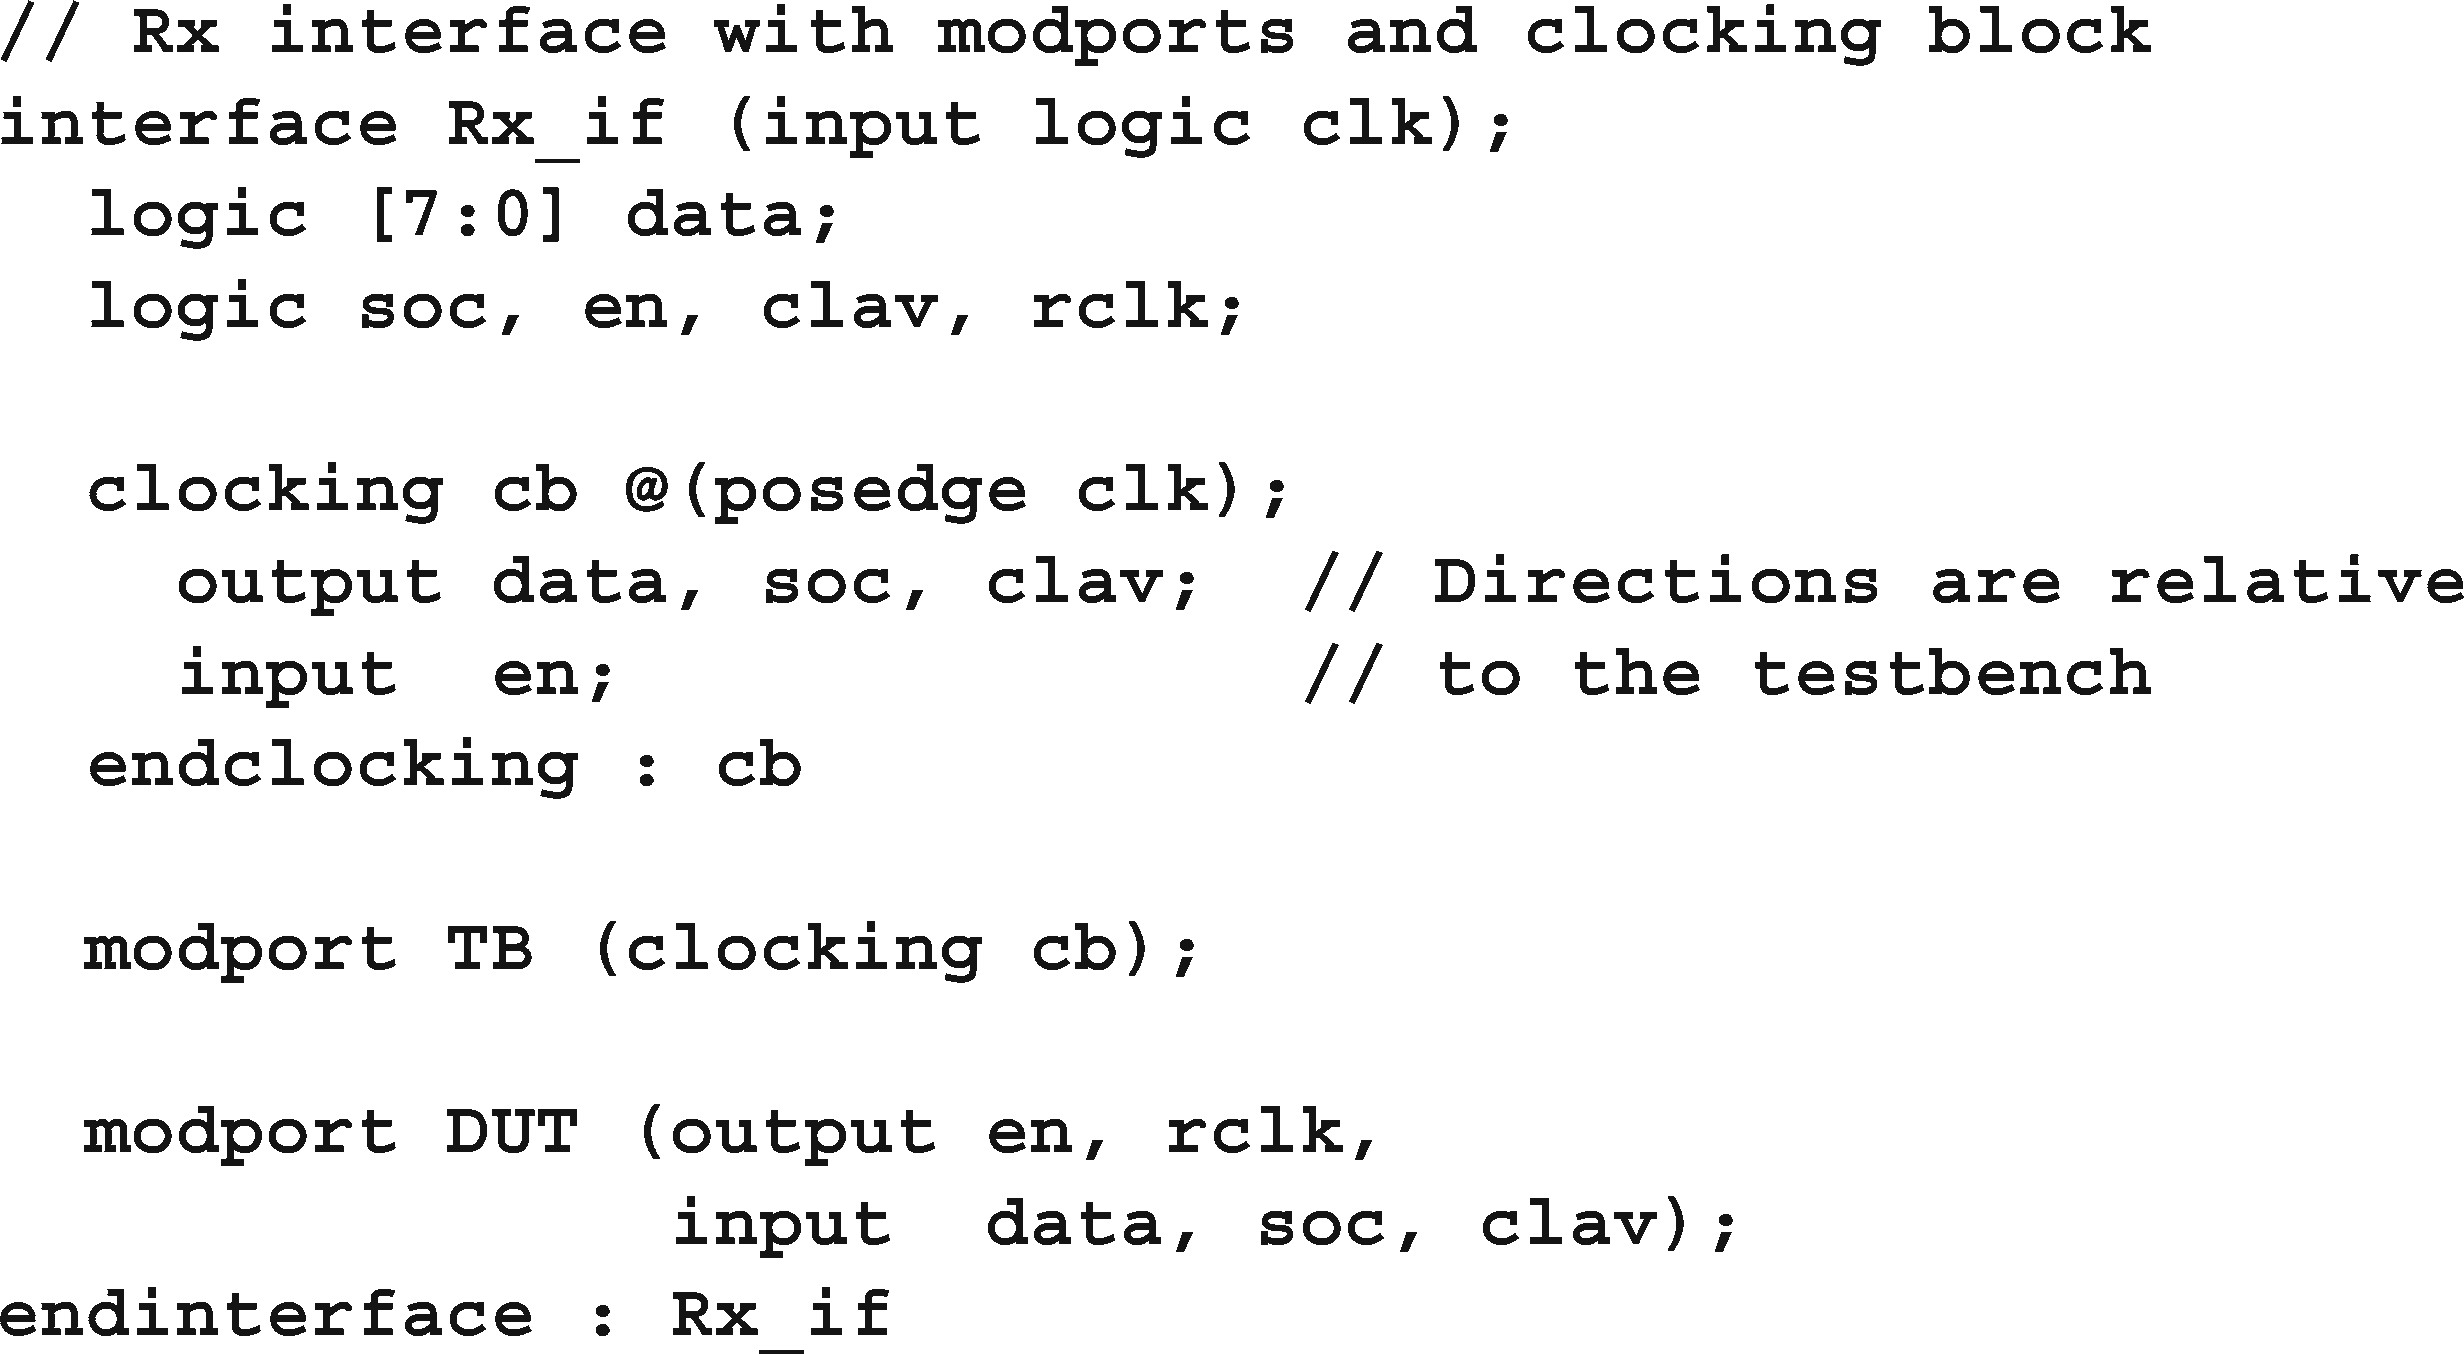 // Rx interface with modports and clocking block
interface Rx_if (input logic clk);
  logic [7:0] data;
  logic soc, en, clav, rclk;
  clocking cb @(posedge clk);
    output data, soc, clav;  // Directions are relative
    input  en;               // to the testbench
  endclocking : cb
  modport TB (clocking cb);
  modport DUT (output en, rclk,
               input  data, soc, clav);
endinterface : Rx_if